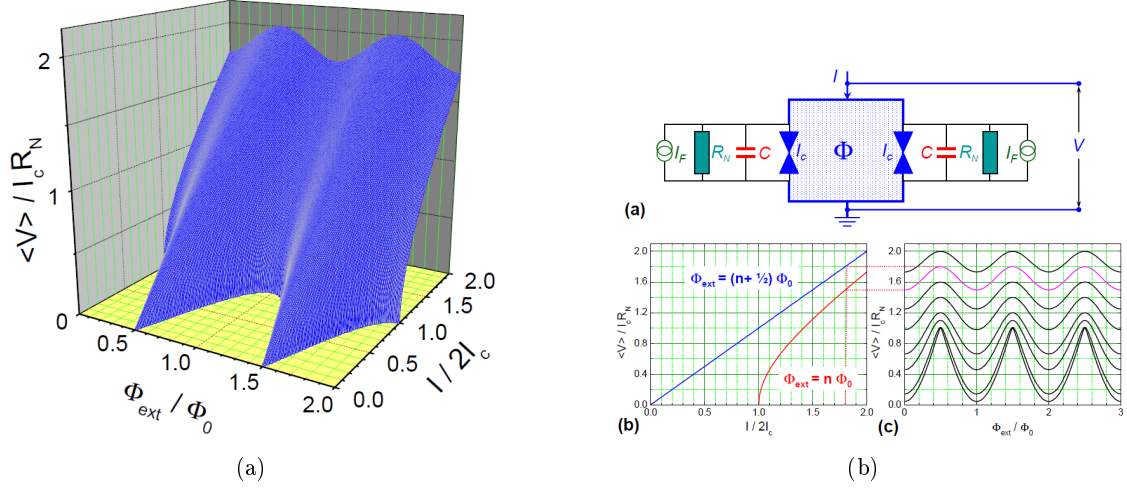 2
1
0
<V> / I_c R_N
0.5
1.0
1.5
2.0
Φ_ext / Φ_0
0.0
0.5
1.0
1.5
2.0
I / 2I_c
(a)
I
I_F
R_N
C
I_c
Φ
I_c
C
R_N
I_F
V
(a)
2.0
1.6
1.2
0.8
0.4
0.0
<V> / I_c R_N
Φ_ext = (n+ ½) Φ_0
Φ_ext = n Φ_0
0.0 0.5 1.0 1.5 2.0
(b)
I / 2I_c
2.0
1.6
1.2
0.8
0.4
0.0
<V> / I_c R_N
0 1 2 3
(c)
Φ_ext / Φ_0
(b)